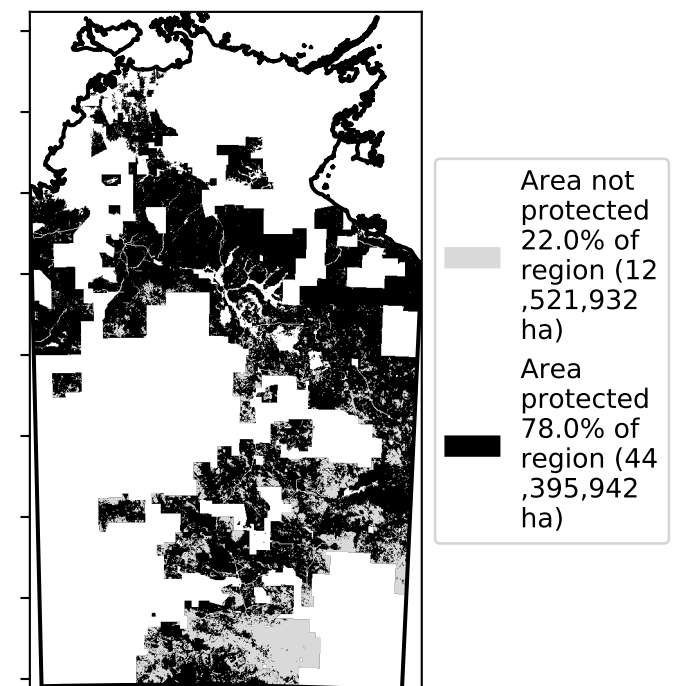 Area not
protected
22.0% of
region (12
,521,932
ha)
Area
protected
78.0% of
region (44
,395,942
ha)